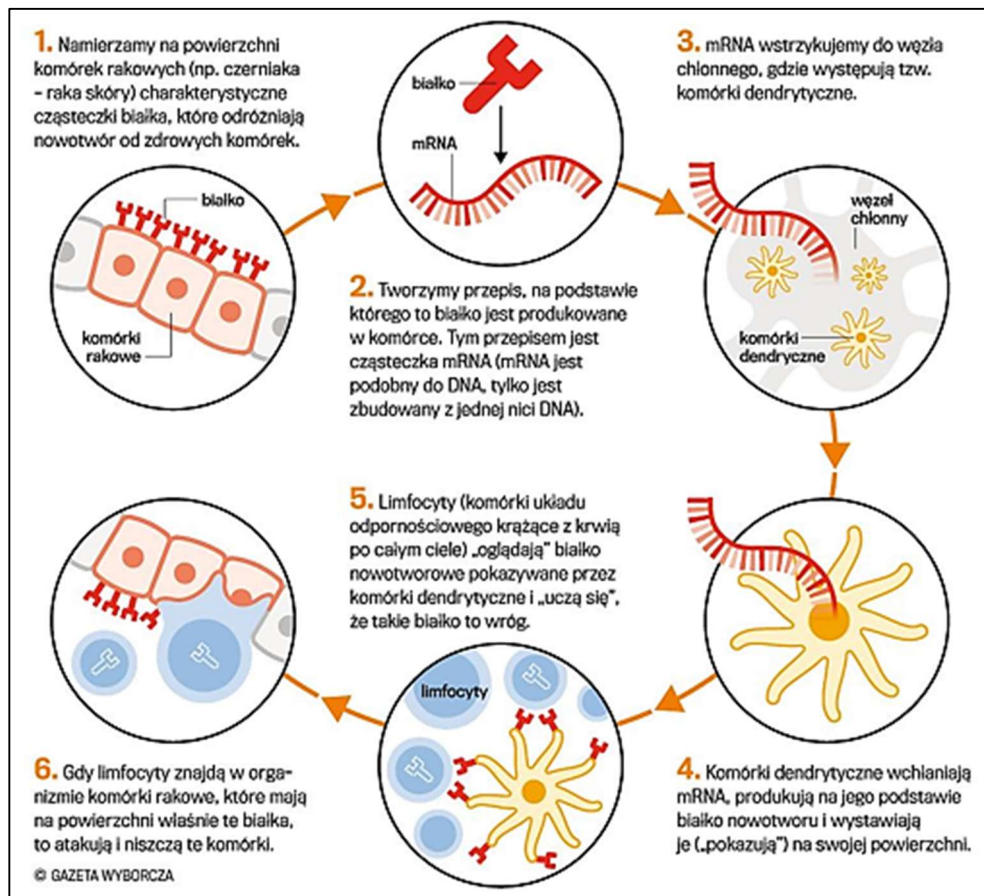 1. Namierzamy na powierzchni
komórek rakowych (np. czerniaka
– raka skóry) charakterystyczne
cząsteczki białka, które odróżniają
nowotwór od zdrowych komórek.
białko
komórki
rakowe
białko
mRNA
2. Tworzymy przepis, na podstawie
którego to białko jest produkowane
w komórce. Tym przepisem jest
cząsteczka mRNA (mRNA jest
podobny do DNA, tylko jest
zbudowany z jednej nici DNA).
3. mRNA wstrzykujemy do węzła
chłonnego, gdzie występują tzw.
komórki dendrytyczne.
węzeł
chłonny
komórki
dendryczne
4. Komórki dendrytyczne wchłaniają
mRNA, produkują na jego podstawie
białko nowotworu i wystawiają
je („pokazują”) na swojej powierzchni.
5. Limfocyty (komórki układu
odpornościowego krążące z krwią
po całym ciele) „oglądają” białko
nowotworowe pokazywane przez
komórki dendrytyczne i „uczą się”,
że takie białko to wróg.
limfocyty
6. Gdy limfocyty znajdą w orga-
nizmie komórki rakowe, które mają
na powierzchni właśnie te białka,
to atakują i niszczą te komórki.
© GAZETA WYBORCZA